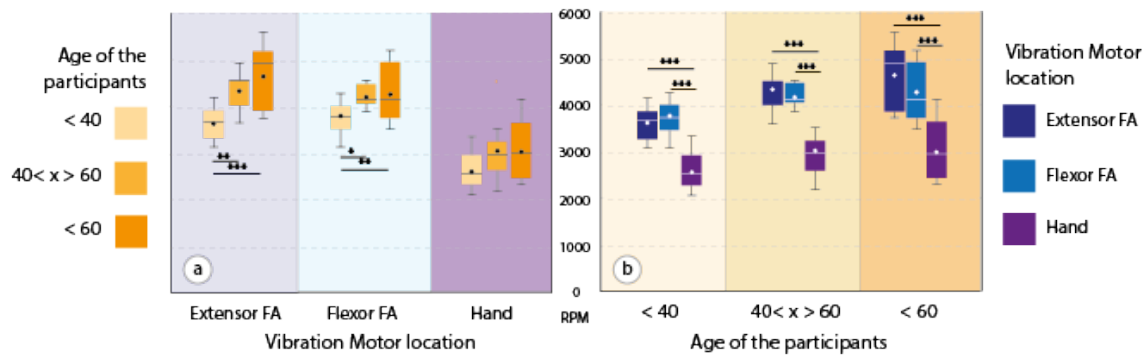 Age of the
participants
< 40
40< x > 60
< 60
a
Extensor FA
Flexor FA
Hand
Vibration Motor location
6000
5000
4000
3000
2000
1000
0
RPM
b
< 40
40< x > 60
< 60
Age of the participants
Vibration Motor
location
Extensor FA
Flexor FA
Hand